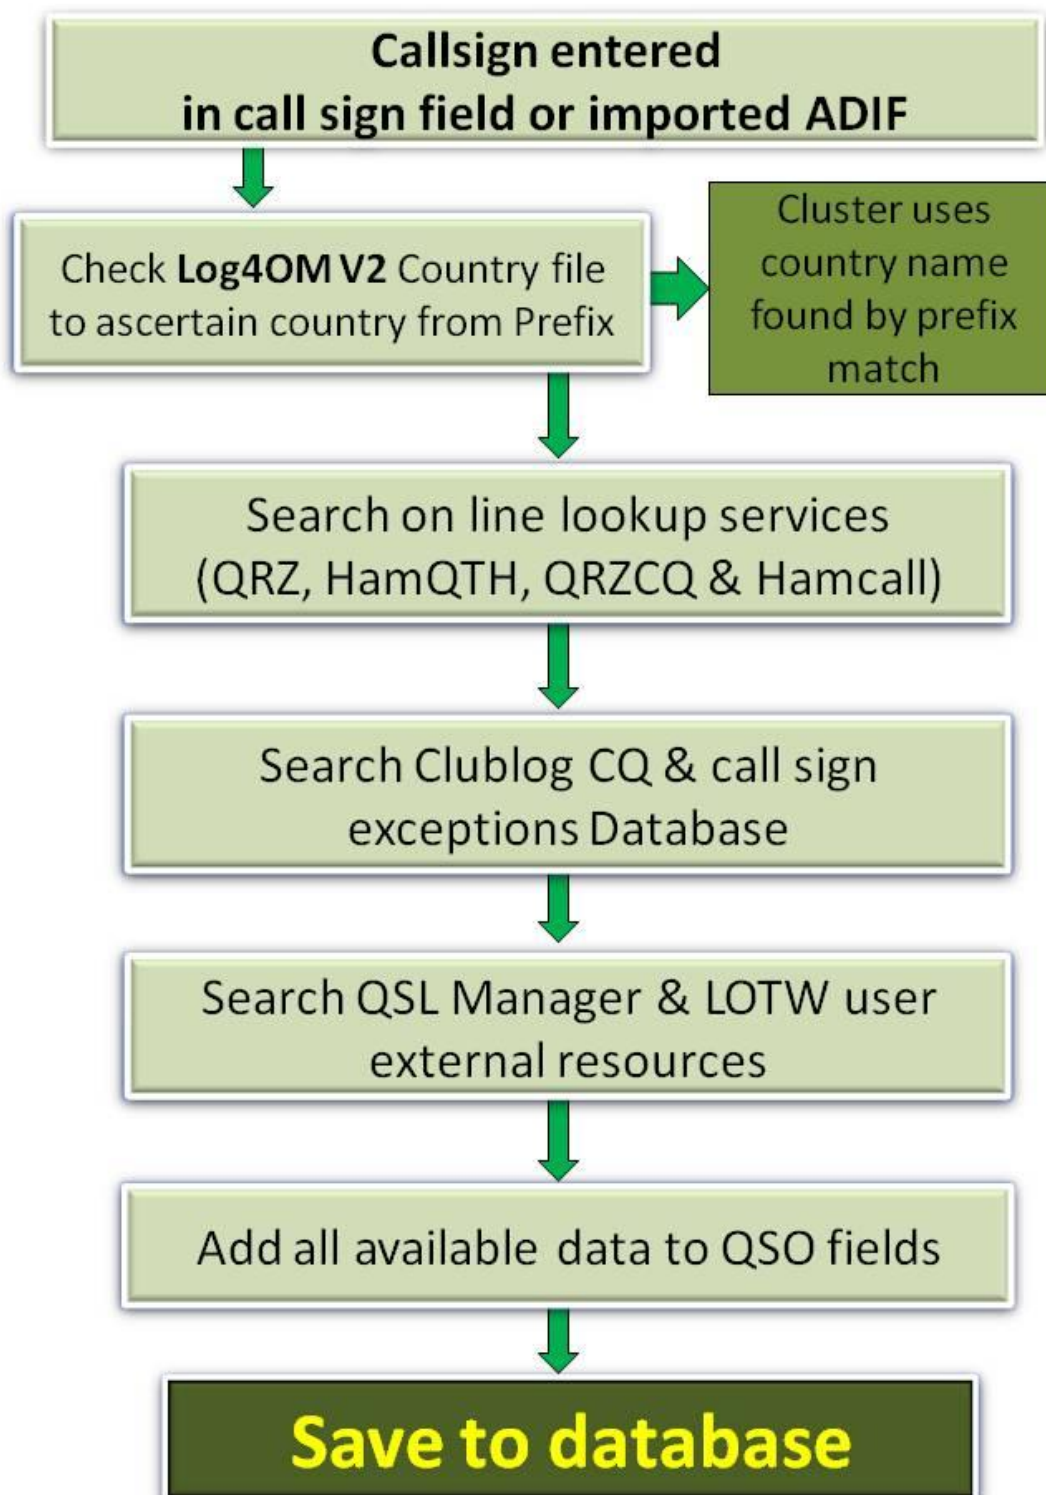 Callsign entered
in call sign field or imported ADIF
Check Log4OM V2 Country file
to ascertain country from Prefix
Cluster uses
country name
found by prefix
match
Search on line lookup services
(QRZ, HamQTH, QRZCQ & Hamcall)
Search Clublog CQ & call sign
exceptions Database
Search QSL Manager & LOTW user
external resources
Add all available data to QSO fields
Save to database